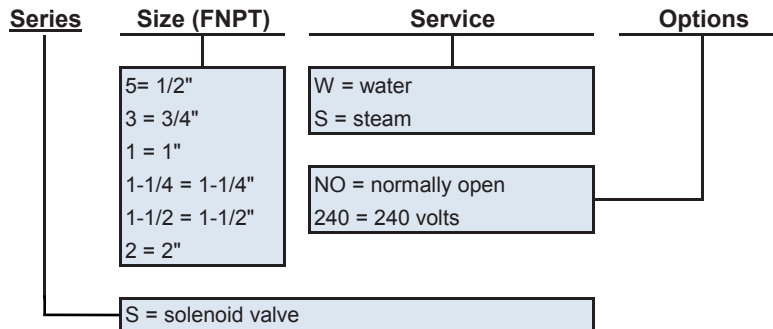 Series Size (FNPT) Service Options
5= 1/2"
3 = 3/4"
1 = 1"
1-1/4 = 1-1/4"
1-1/2 = 1-1/2"
2 = 2"
W = water
S = steam
NO = normally open
240 = 240 volts
S = solenoid valve